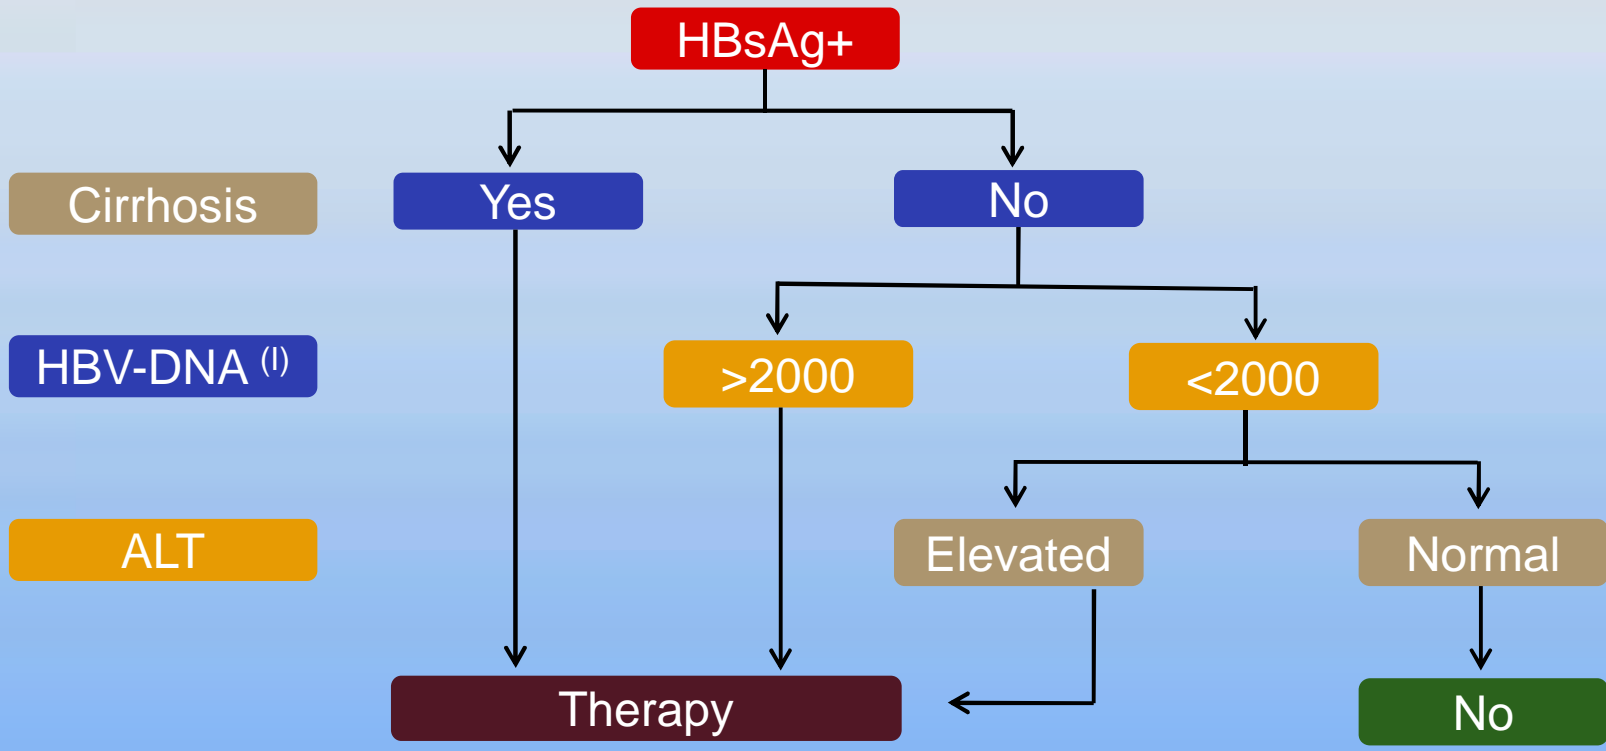 HBsAg+
Cirrhosis
Yes
No
HBV-DNA (I)
>2000
<2000
ALT
Elevated
Normal
Therapy
No